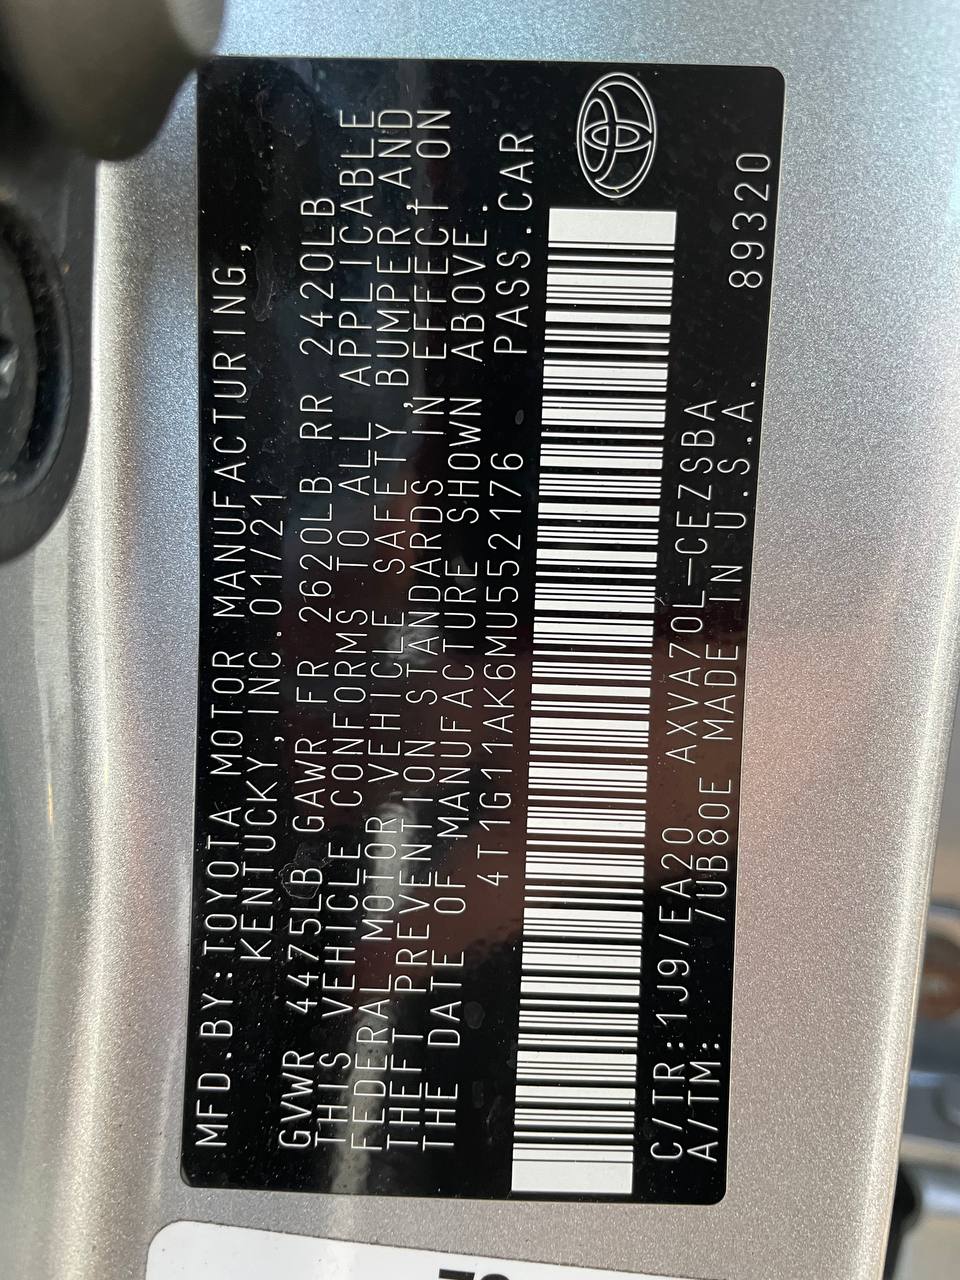 MFD.BY:TOYOTA MOTOR MANUFACTURING,
KENTUCKY,INC.01/21
GVWR 4475LB GAWR FR 2620LB RR 2420LB
THIS VEHICLE CONFORMS TO ALL APPLICABLE
FEDERAL MOTOR VEHICLE SAFETY,BUMPER,AND
THEFT PREVENTION STANDARDS IN EFFECT ON
THE DATE OF MANUFACTURE SHOWN ABOVE.
4T1G11AK6MU552176 PASS.CAR
C/TR:1J9/EA20 AXVA70L-CEZSBA
A/TM: /UB80E MADE IN U.S.A. 89320